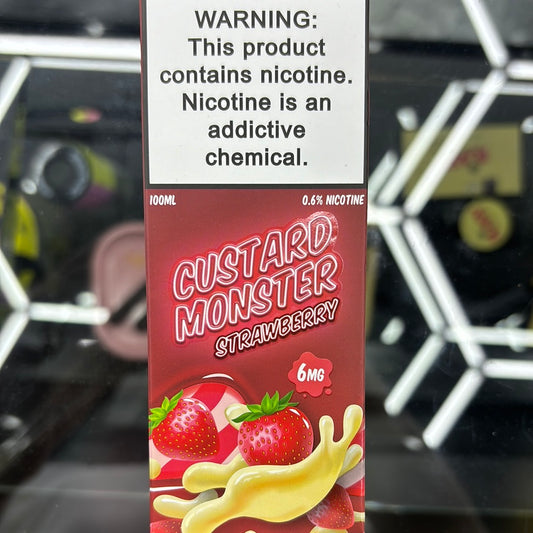 WARNING:
This product
contains nicotine.
Nicotine is an
addictive
chemical.
100ML 0.6% NICOTINE
CUSTARD
MONSTER
STRAWBERRY
6MG